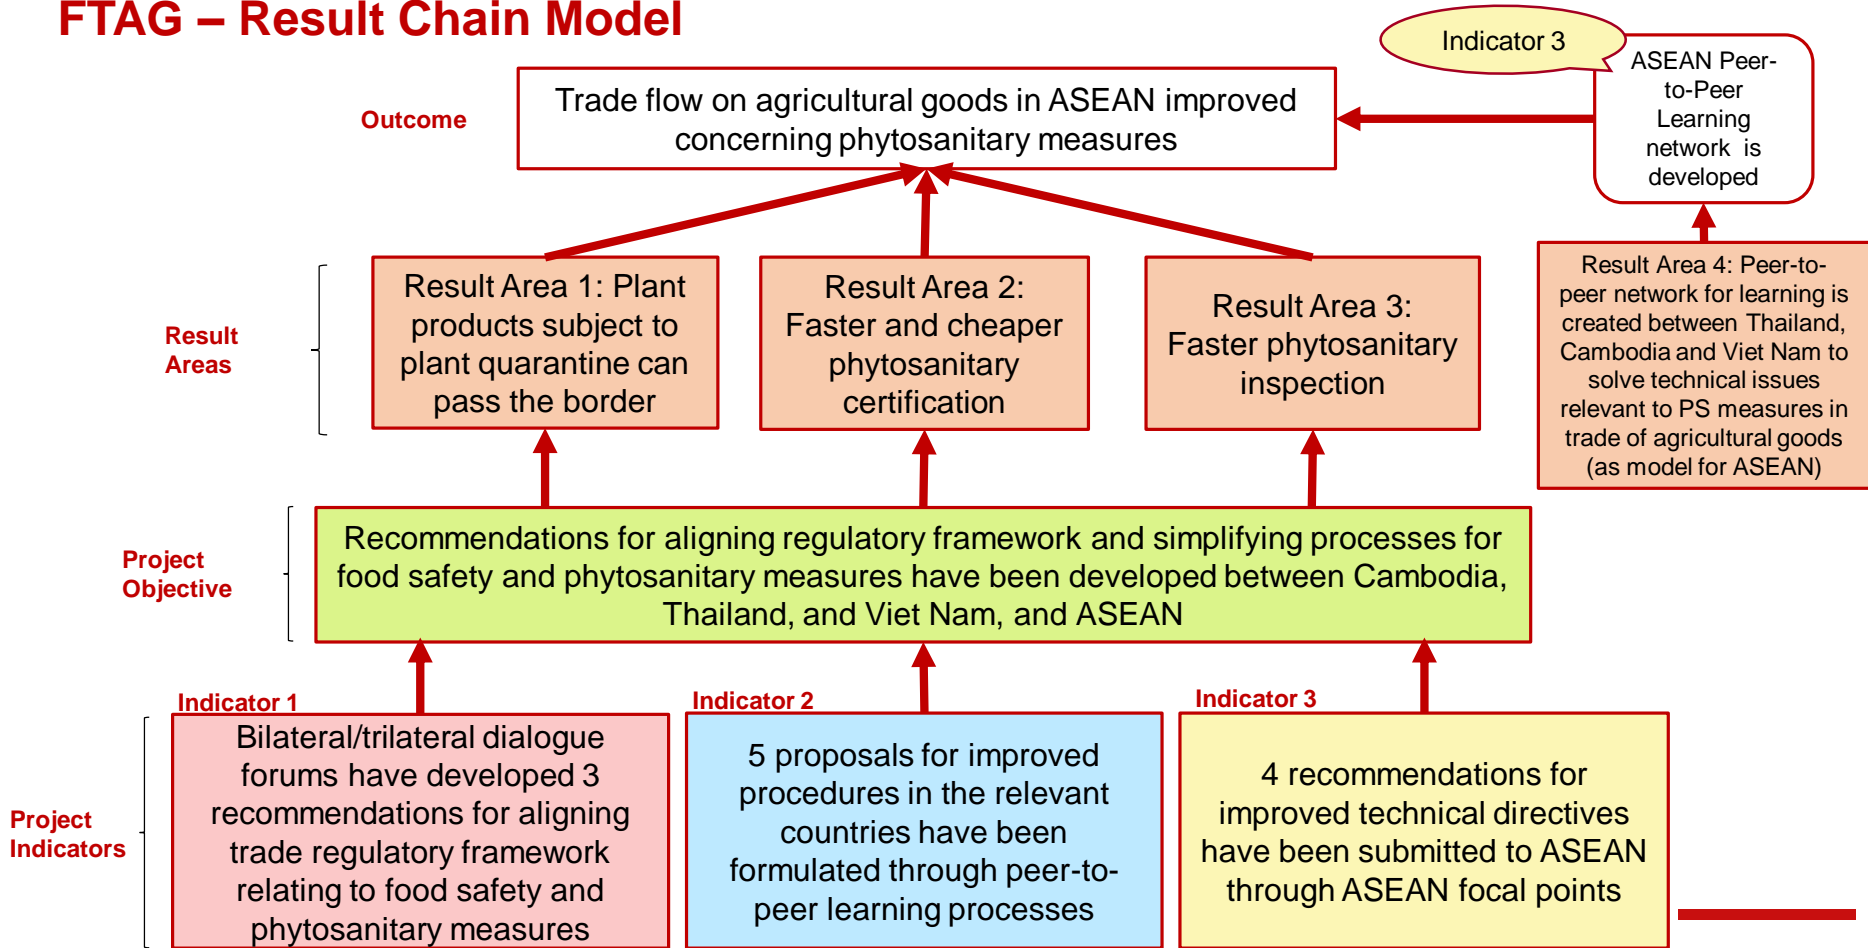 FTAG – Result Chain Model
Indicator 3
ASEAN Peer-
to-Peer
Learning
network is
developed
Outcome
Trade flow on agricultural goods in ASEAN improved
concerning phytosanitary measures
Result
Areas
Result Area 1: Plant
products subject to
plant quarantine can
pass the border
Result Area 2:
Faster and cheaper
phytosanitary
certification
Result Area 3:
Faster phytosanitary
inspection
Result Area 4: Peer-to-
peer network for learning is
created between Thailand,
Cambodia and Viet Nam to
solve technical issues
relevant to PS measures in
trade of agricultural goods
(as model for ASEAN)
Project
Objective
Recommendations for aligning regulatory framework and simplifying processes for
food safety and phytosanitary measures have been developed between Cambodia,
Thailand, and Viet Nam, and ASEAN
Project
Indicators
Indicator 1
Bilateral/trilateral dialogue
forums have developed 3
recommendations for aligning
trade regulatory framework
relating to food safety and
phytosanitary measures
Indicator 2
5 proposals for improved
procedures in the relevant
countries have been
formulated through peer-to-
peer learning processes
Indicator 3
4 recommendations for
improved technical directives
have been submitted to ASEAN
through ASEAN focal points